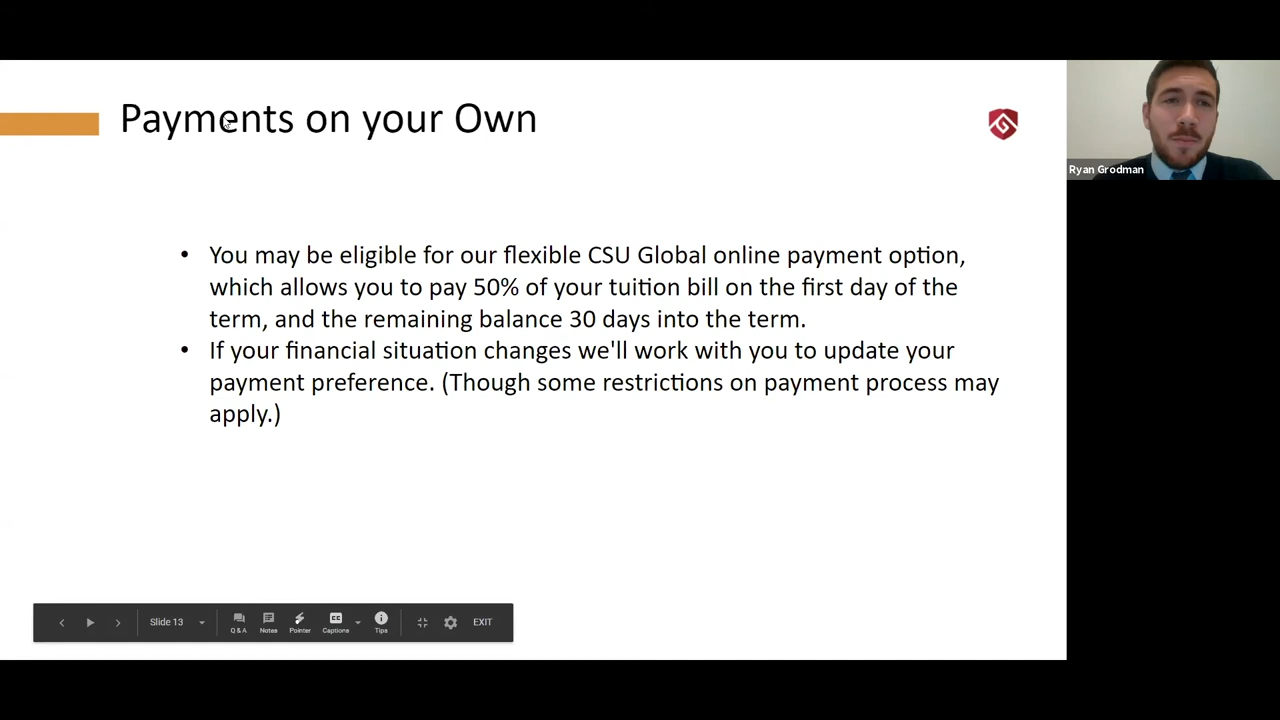 Payments on your Own
Ryan Grodman
• You may be eligible for our flexible CSU Global online payment option,
which allows you to pay 50% of your tuition bill on the first day of the
term, and the remaining balance 30 days into the term.
• If your financial situation changes we'll work with you to update your
payment preference. (Though some restrictions on payment process may
apply.)
Slide 13
Q & A
Notes
Pointer
CC
Captions
Tips
EXIT